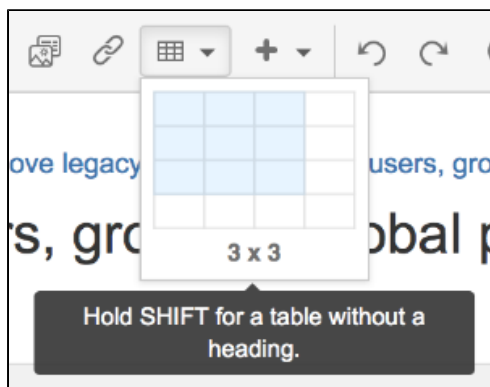 ove legacy users, gro
rs, gro obal p
3 x 3
Hold SHIFT for a table without a
heading.